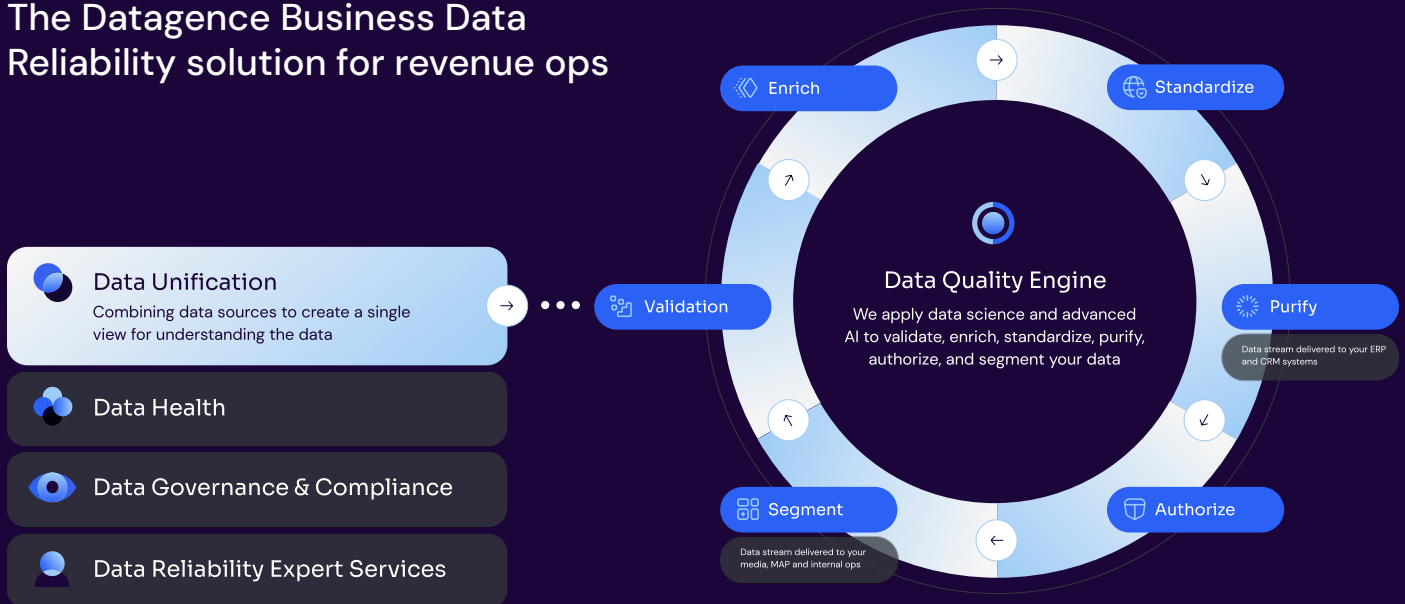 The Datagence Business Data
Reliability solution for revenue ops
Data Unification
Combining data sources to create a single
view for understanding the data
Data Health
Data Governance & Compliance
Data Reliability Expert Services
Enrich
Standardize
Validation
Data Quality Engine
We apply data science and advanced
AI to validate, enrich, standardize, purify,
authorize, and segment your data
Purify
Data stream delivered to your ERP
and CRM systems
Segment
Data stream delivered to your
media, MAP and internal ops
Authorize